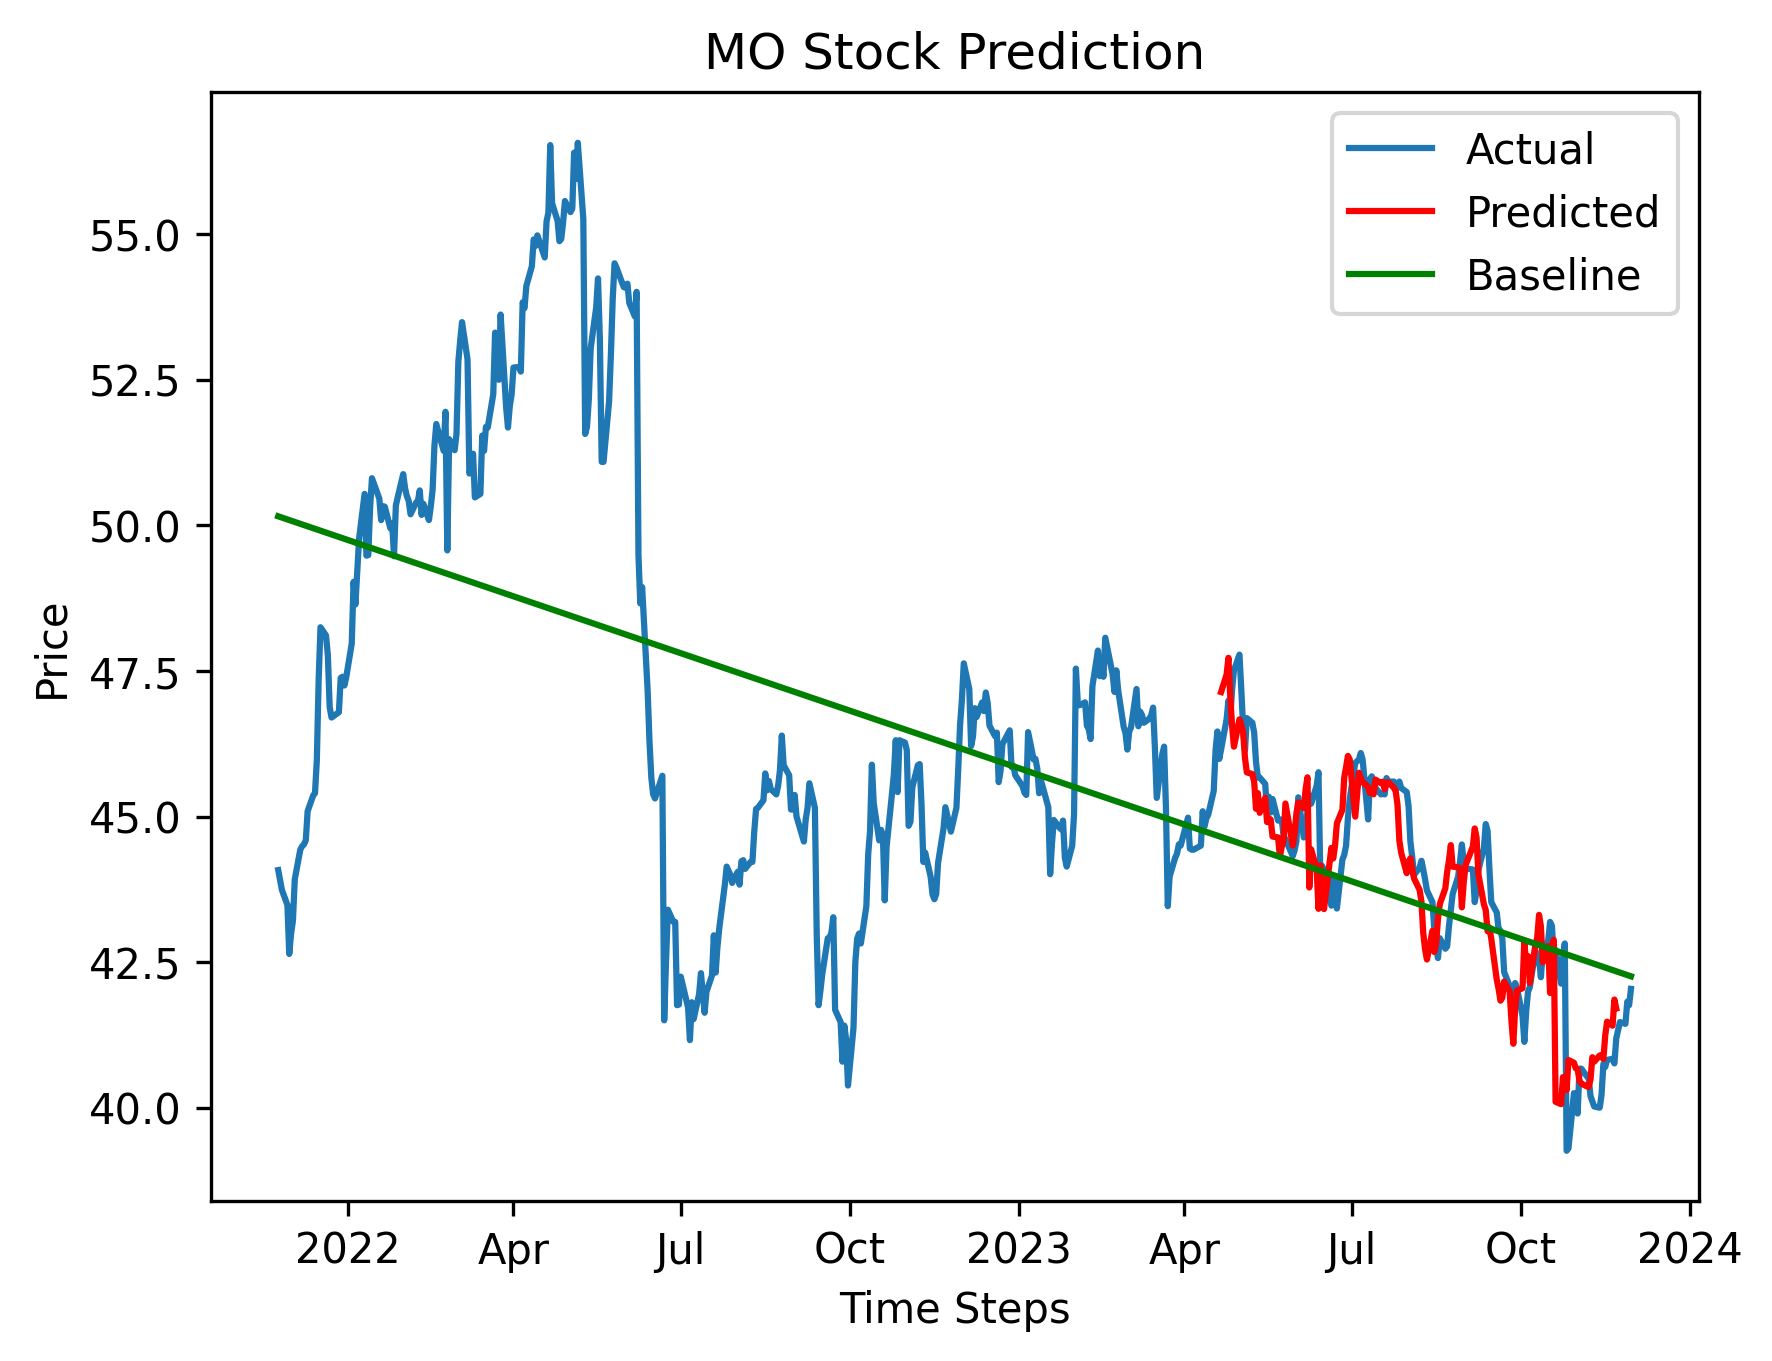 MO Stock Prediction
Actual
Predicted
Baseline
Price
55.0
52.5
50.0
47.5
45.0
42.5
40.0
2022 Apr Jul Oct 2023 Apr Jul Oct 2024
Time Steps